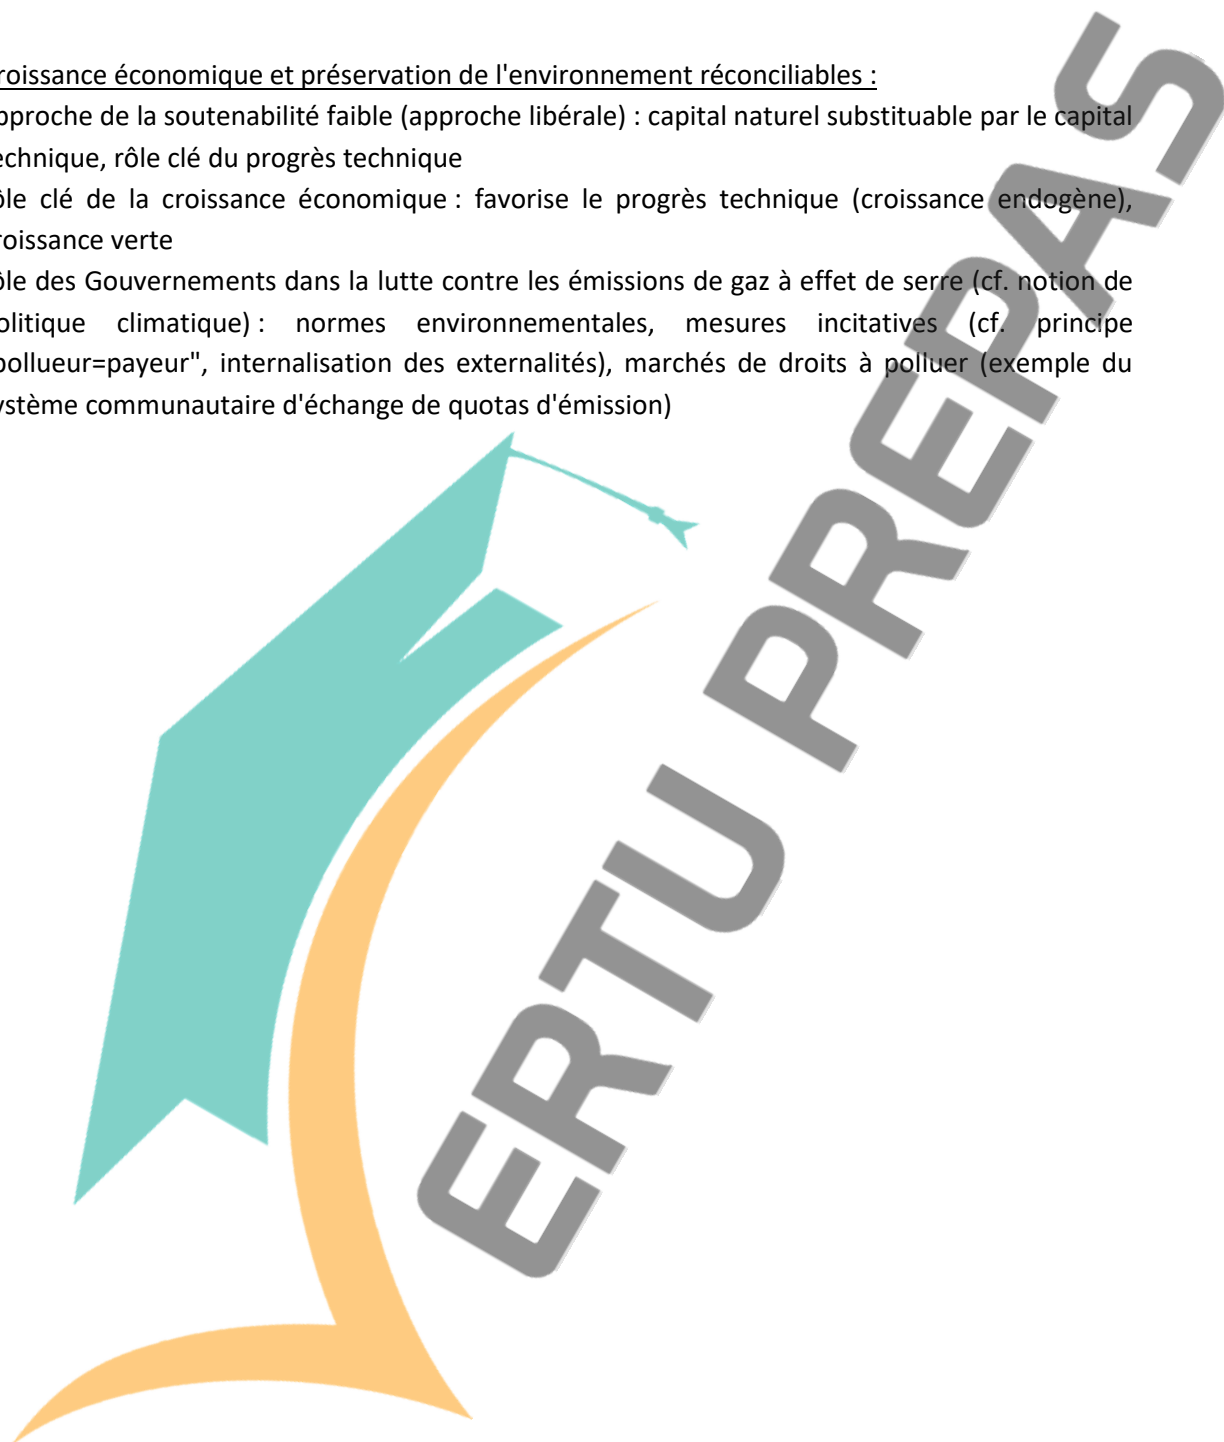 roissance économique et préservation de l'environnement réconciliables :
pproche de la soutenabilité faible (approche libérale) : capital naturel substituable par le capital
echnique, rôle clé du progrès technique
ôle clé de la croissance économique : favorise le progrès technique (croissance endogène),
roissance verte
ôle des Gouvernements dans la lutte contre les émissions de gaz à effet de serre (cf. notion de
olitique climatique) : normes environnementales, mesures incitatives (cf. principe
pollueur=payeur", internalisation des externalités), marchés de droits à polluer (exemple du
ystème communautaire d'échange de quotas d'émission)
ERTU PREPAS